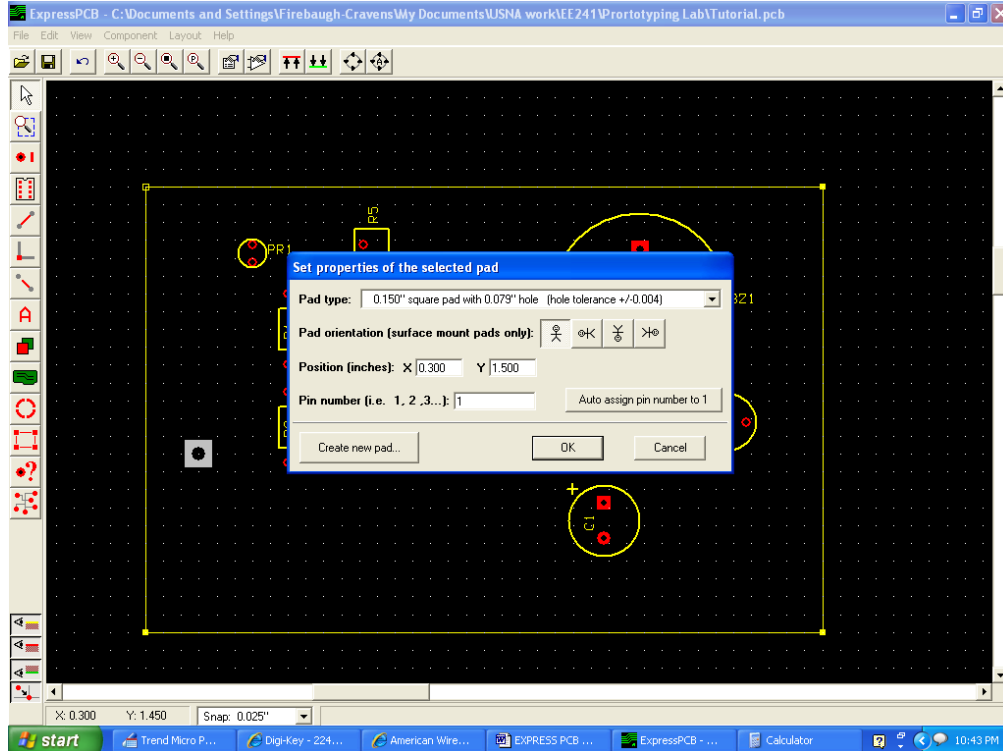 ExpressPCB - C:\Documents and Settings\Firebaugh-Cravens\My Documents\USNA work\EE241\Prortotyping Lab\Tutorial.pcb
File Edit View Component Layout Help
R5
PR1
Set properties of the selected pad
Pad type: 0.150" square pad with 0.079" hole (hole tolerance +/-0.004)
BZ1
Pad orientation (surface mount pads only):
Position (inches): X 0.300 Y 1.500
Pin number (i.e. 1, 2 ,3...): 1 Auto assign pin number to 1
Create new pad... OK Cancel
+
C1
X: 0.300 Y: 1.450 Snap: 0.025"
start Trend Micro P... Digi-Key - 224... American Wire... EXPRESS PCB ... ExpressPCB - ... Calculator 10:43 PM